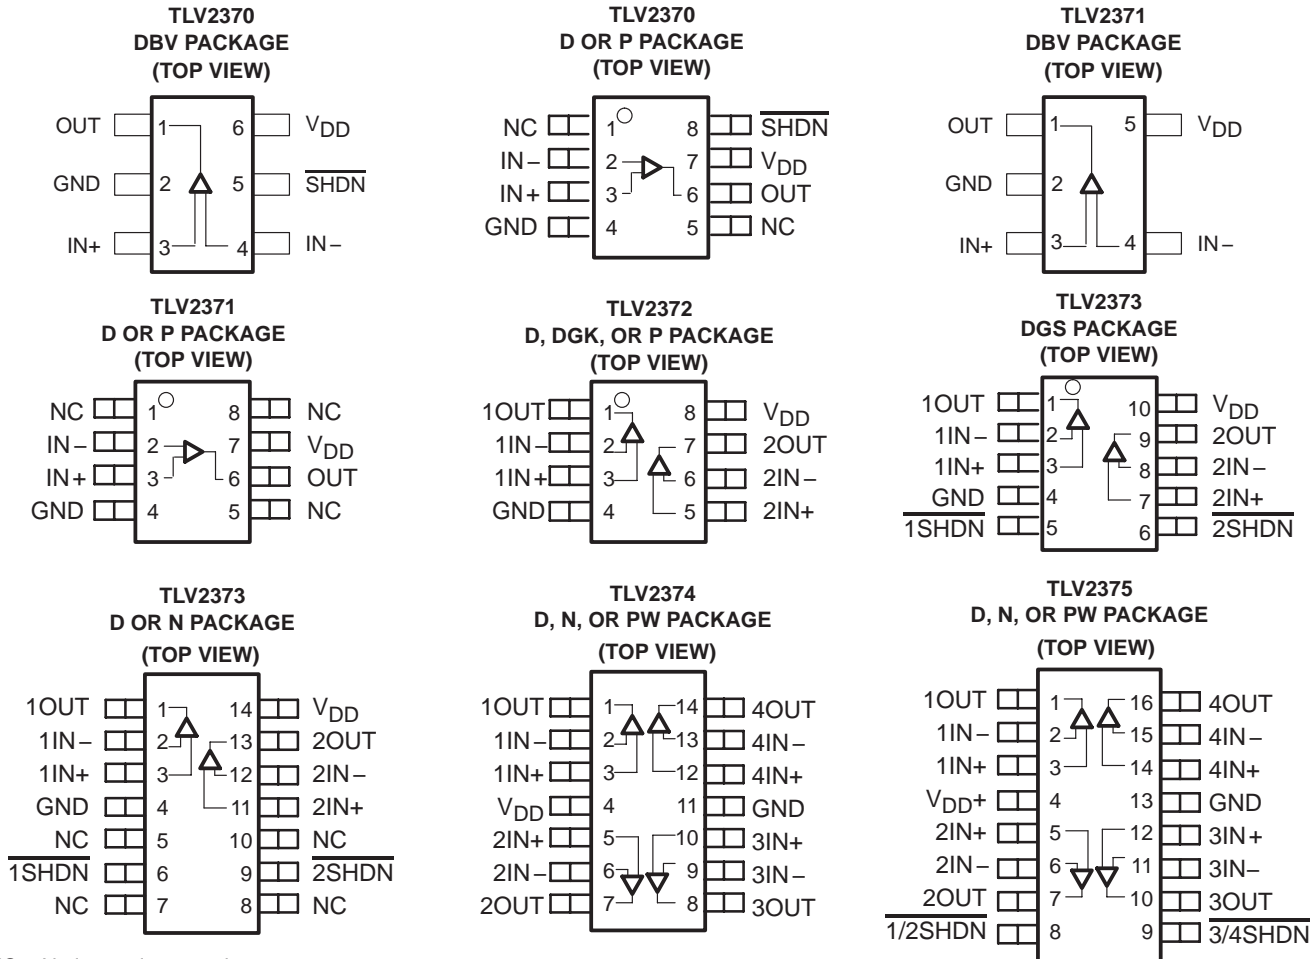 TLV2370
DBV PACKAGE
(TOP VIEW)
OUT 1 6 VDD
GND 2 5 SHDN
IN+ 3 4 IN−
TLV2370
D OR P PACKAGE
(TOP VIEW)
NC 1 8 SHDN
IN− 2 7 VDD
IN+ 3 6 OUT
GND 4 5 NC
TLV2371
DBV PACKAGE
(TOP VIEW)
OUT 1 5 VDD
GND 2
IN+ 3 4 IN−
TLV2371
D OR P PACKAGE
(TOP VIEW)
NC 1 8 NC
IN− 2 7 VDD
IN+ 3 6 OUT
GND 4 5 NC
TLV2372
D, DGK, OR P PACKAGE
(TOP VIEW)
1OUT 1 8 VDD
1IN− 2 7 2OUT
1IN+ 3 6 2IN−
GND 4 5 2IN+
TLV2373
DGS PACKAGE
(TOP VIEW)
1OUT 1 10 VDD
1IN− 2 9 2OUT
1IN+ 3 8 2IN−
GND 4 7 2IN+
1SHDN 5 6 2SHDN
TLV2373
D OR N PACKAGE
(TOP VIEW)
1OUT 1 14 VDD
1IN− 2 13 2OUT
1IN+ 3 12 2IN−
GND 4 11 2IN+
NC 5 10 NC
1SHDN 6 9 2SHDN
NC 7 8 NC
TLV2374
D, N, OR PW PACKAGE
(TOP VIEW)
1OUT 1 14 4OUT
1IN− 2 13 4IN−
1IN+ 3 12 4IN+
VDD 4 11 GND
2IN+ 5 10 3IN+
2IN− 6 9 3IN−
2OUT 7 8 3OUT
TLV2375
D, N, OR PW PACKAGE
(TOP VIEW)
1OUT 1 16 4OUT
1IN− 2 15 4IN−
1IN+ 3 14 4IN+
VDD+ 4 13 GND
2IN+ 5 12 3IN+
2IN− 6 11 3IN−
2OUT 7 10 3OUT
1/2SHDN 8 9 3/4SHDN